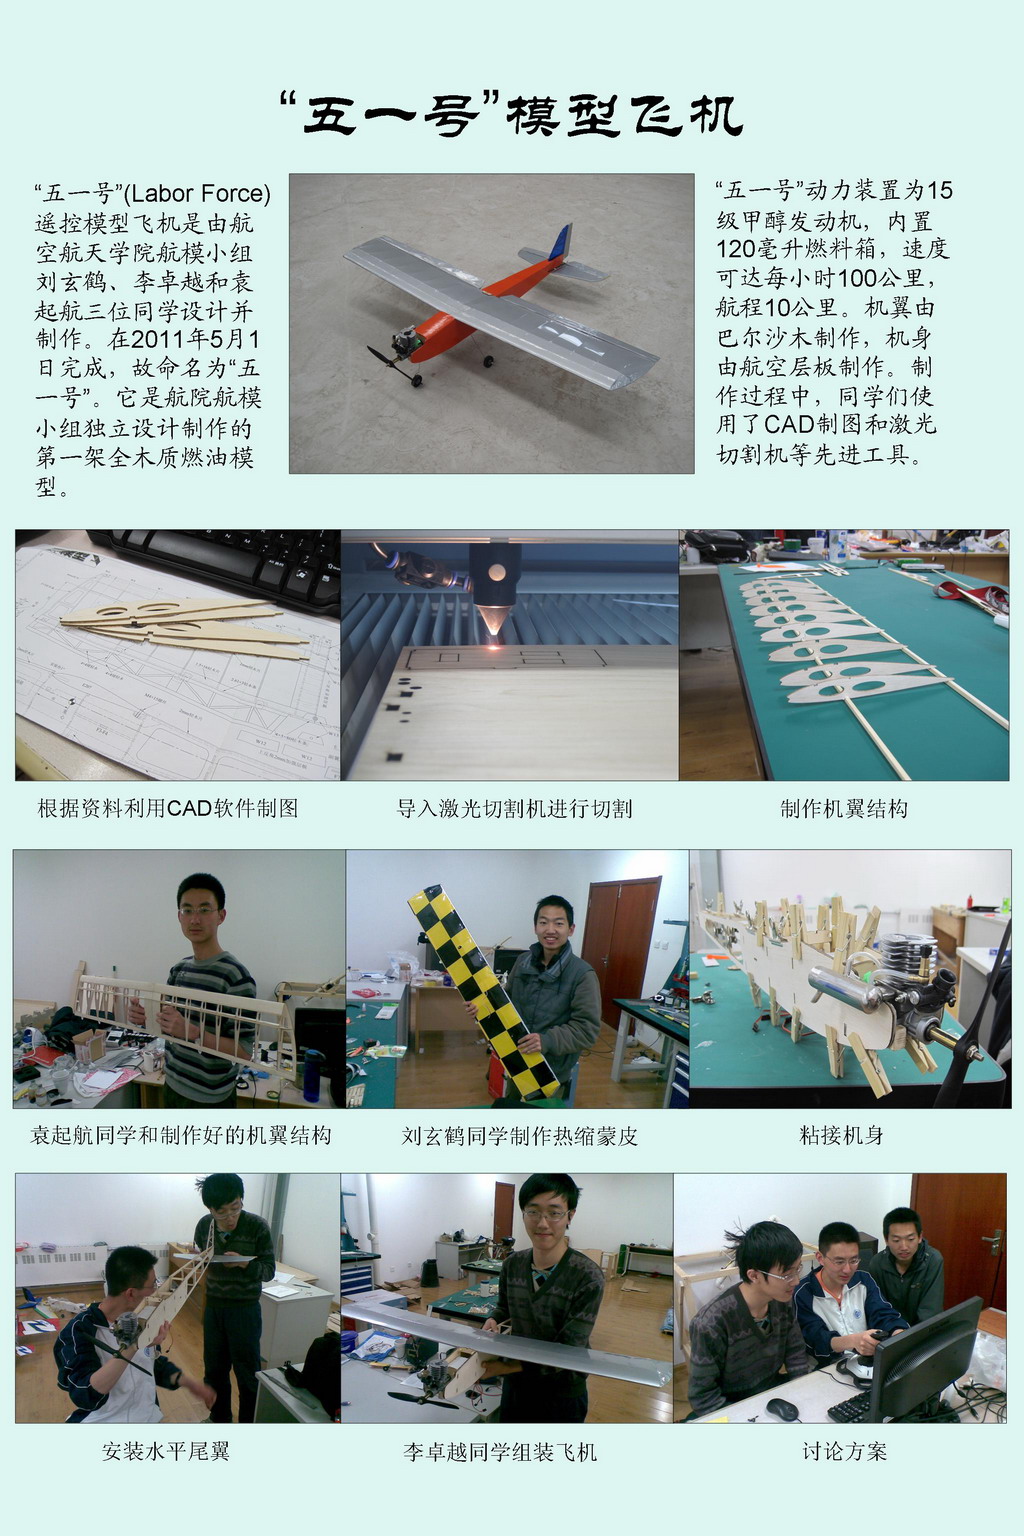 “五一号”模型飞机
“五一号”(Labor Force)
遥控模型飞机是由航
空航天学院航模小组
刘玄鹤、李卓越和袁
起航三位同学设计并
制作。在2011年5月1
日完成，故命名为“五
一号”。它是航院航模
小组独立设计制作的
第一架全木质燃油模
型。
“五一号”动力装置为15
级甲醇发动机，内置
120毫升燃料箱，速度
可达每小时100公里，
航程10公里。机翼由
巴尔沙木制作，机身
由航空层板制作。制
作过程中，同学们使
用了CAD制图和激光
切割机等先进工具。
根据资料利用CAD软件制图
导入激光切割机进行切割
制作机翼结构
袁起航同学和制作好的机翼结构
刘玄鹤同学制作热缩蒙皮
粘接机身
安装水平尾翼
李卓越同学组装飞机
讨论方案